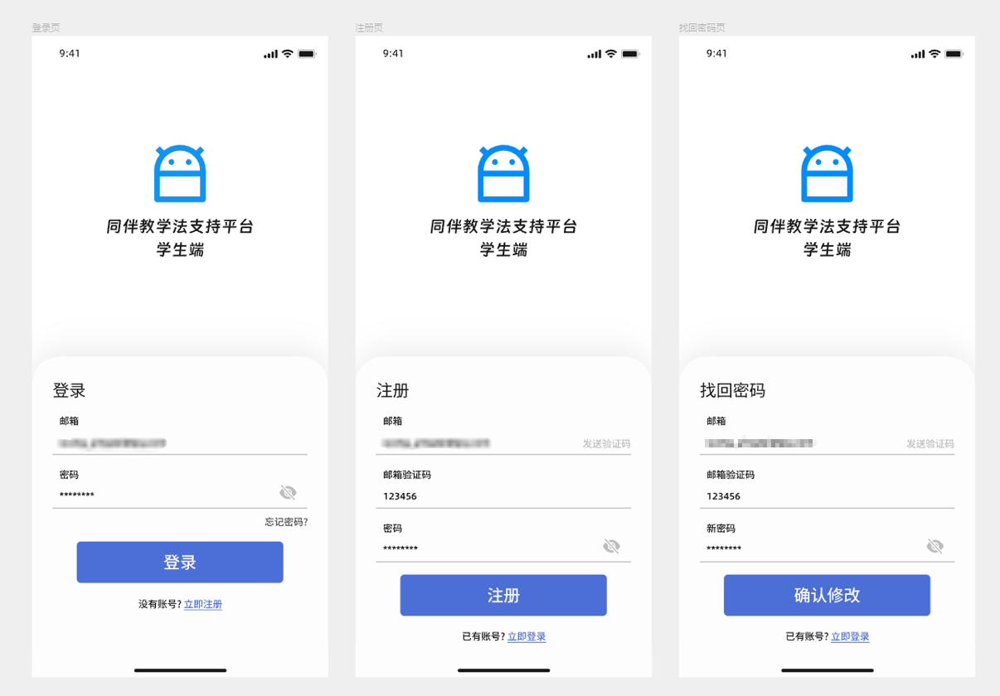 登录页
9:41
同伴教学法支持平台
学生端
登录
邮箱
密码
********
忘记密码?
登录
没有账号? 立即注册
注册页
9:41
同伴教学法支持平台
学生端
注册
邮箱
发送验证码
邮箱验证码
123456
密码
********
注册
已有账号? 立即登录
找回密码页
9:41
同伴教学法支持平台
学生端
找回密码
邮箱
发送验证码
邮箱验证码
123456
新密码
********
确认修改
已有账号? 立即登录